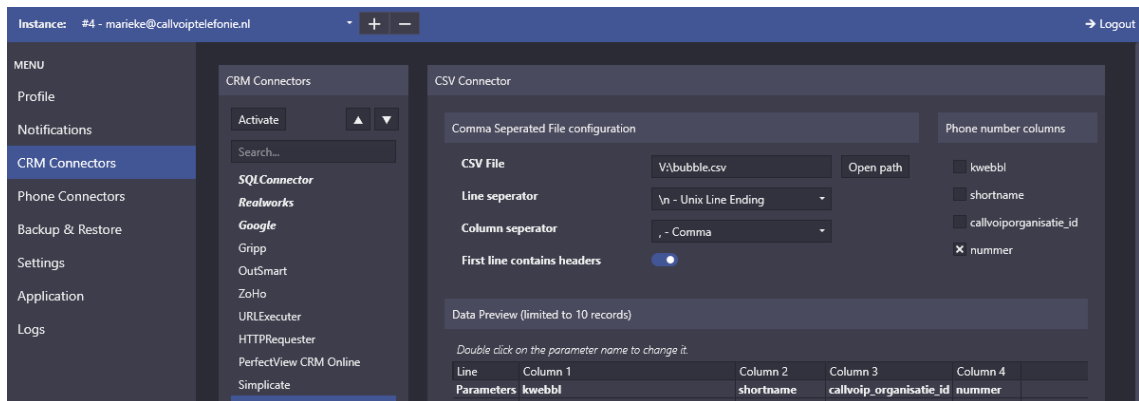 Instance: #4 - marieke@callvoiptelefonie.nl + − → Logout
MENU
Profile
Notifications
CRM Connectors
Phone Connectors
Backup & Restore
Settings
Application
Logs
CRM Connectors
Activate ▲ ▼
Search...
SQLConnector
Realworks
Google
Gripp
OutSmart
ZoHo
URLExecuter
HTTPRequester
PerfectView CRM Online
Simplicate
CSV Connector
Comma Seperated File configuration
CSV File V:\bubble.csv Open path
Line seperator \n - Unix Line Ending
Column seperator , - Comma
First line contains headers
Phone number columns
kwebbl
shortname
callvoiporganisatie_id
nummer
Data Preview (limited to 10 records)
Double click on the parameter name to change it.
Line Column 1 Column 2 Column 3 Column 4
Parameters kwebbl shortname callvoip_organisatie_id nummer